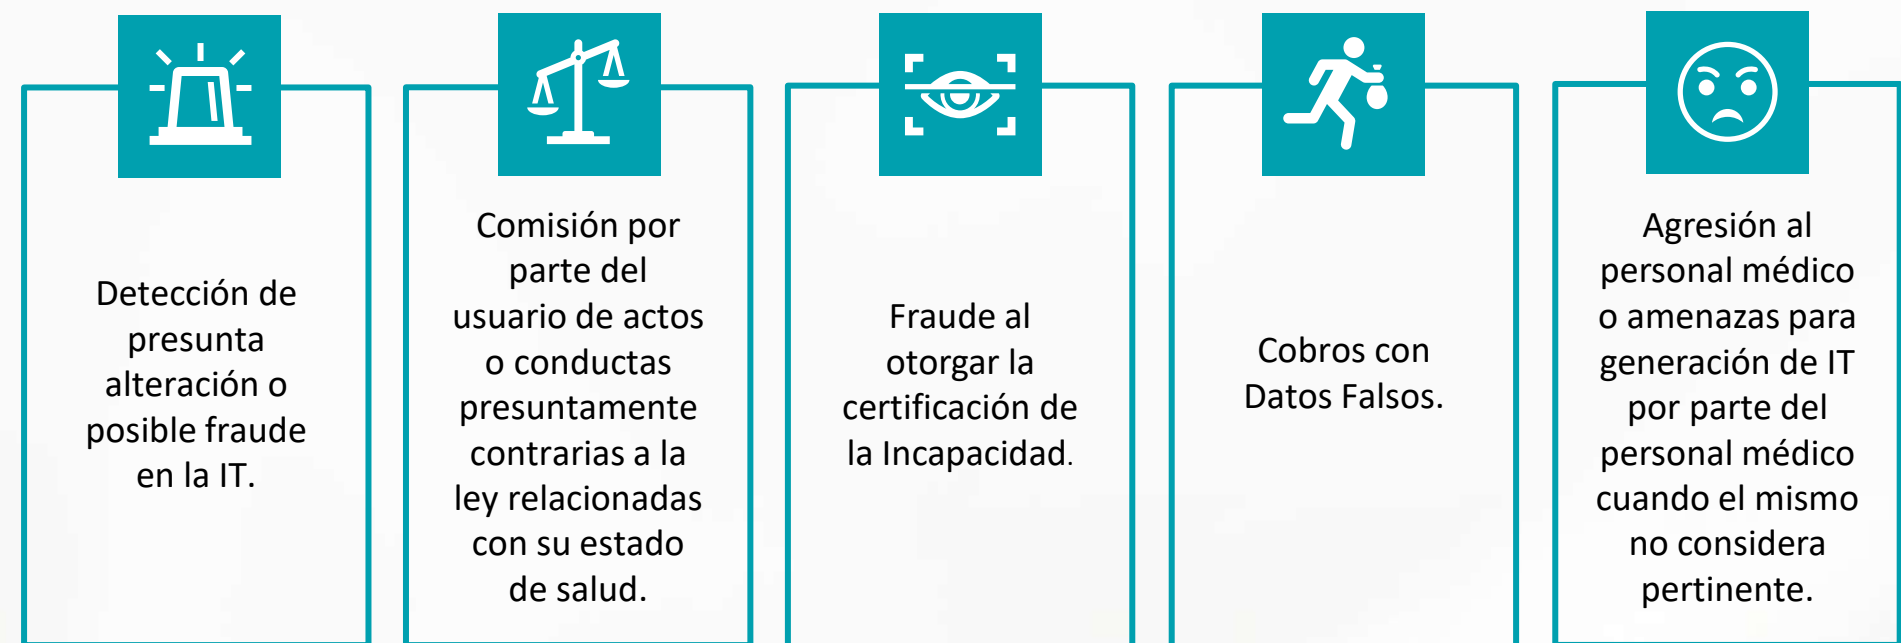 Detección de
presunta
alteración o
posible fraude
en la IT.
Comisión por
parte del
usuario de actos
o conductas
presuntamente
contrarias a la
ley relacionadas
con su estado
de salud.
Fraude al
otorgar la
certificación de
la Incapacidad.
Cobros con
Datos Falsos.
Agresión al
personal médico
o amenazas para
generación de IT
por parte del
personal médico
cuando el mismo
no considera
pertinente.